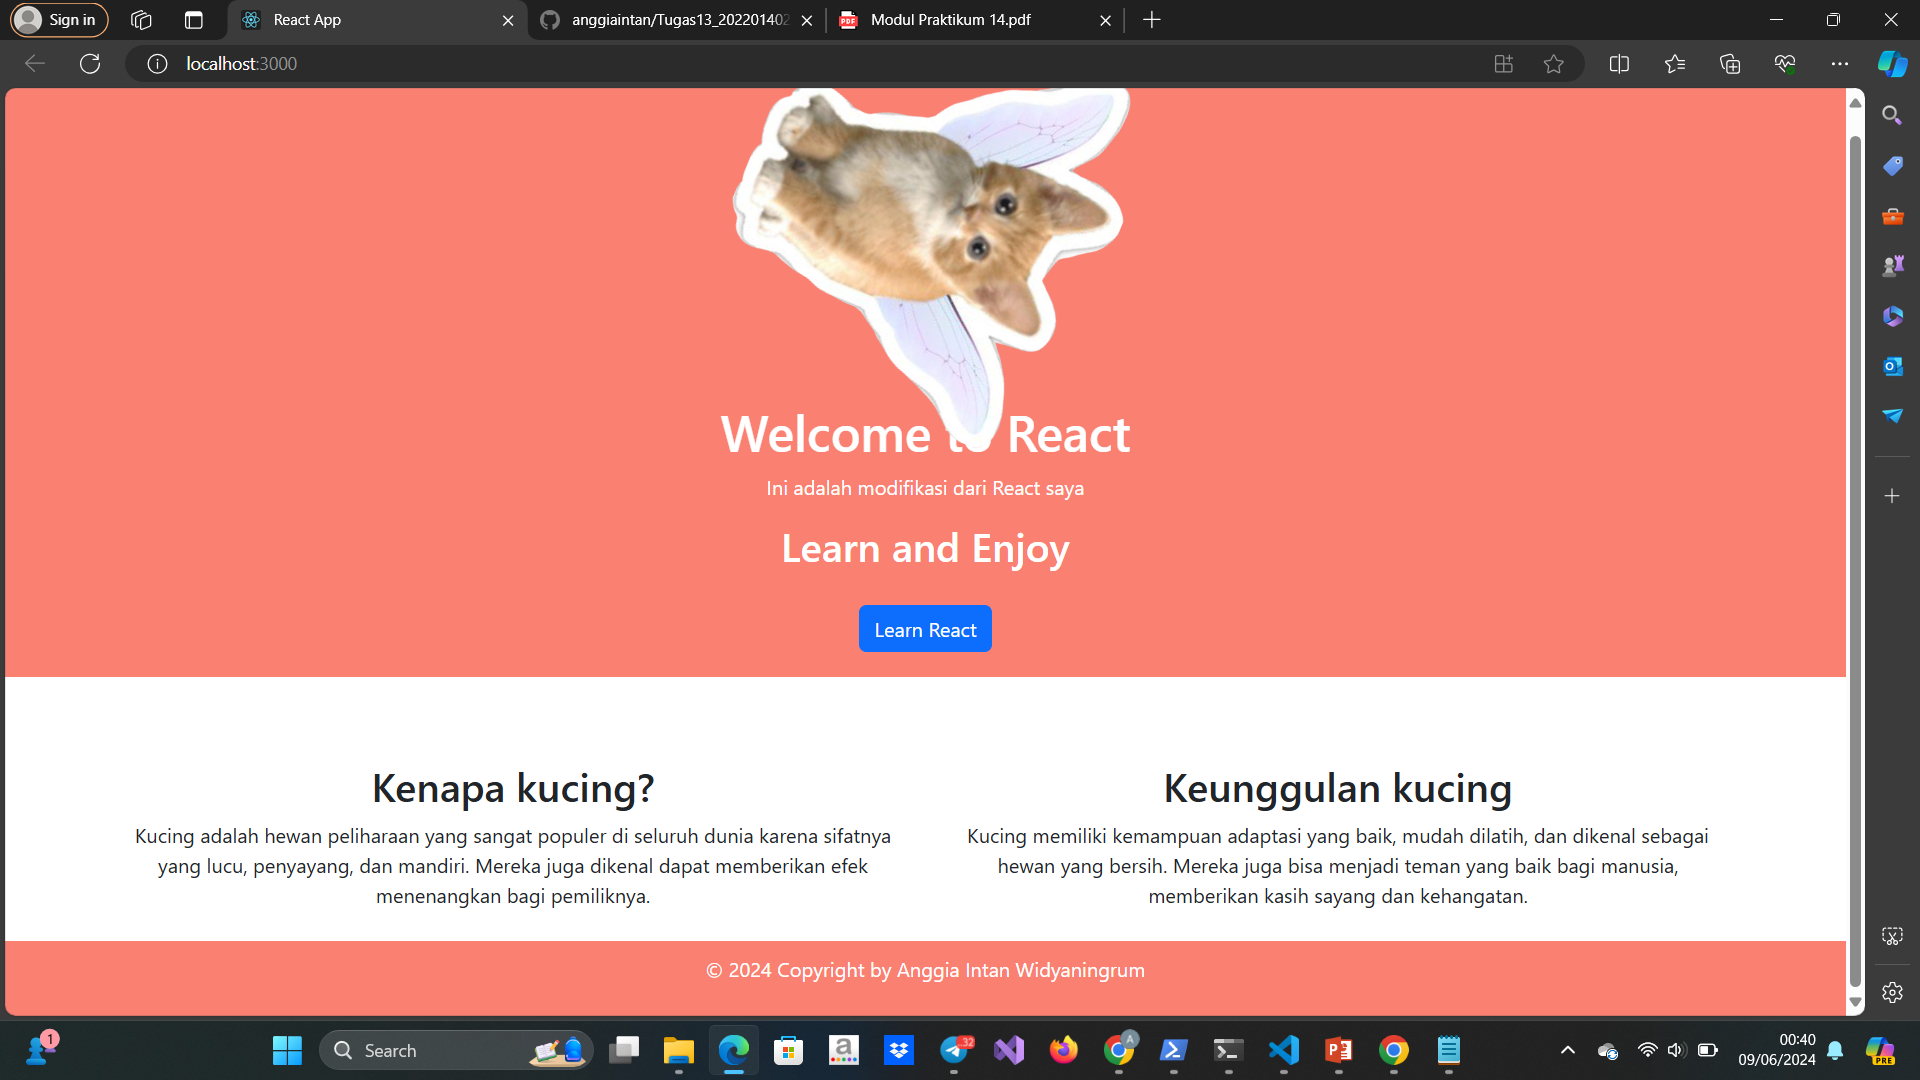 Sign in
React App
anggiaintan/Tugas13_202201402
Modul Praktikum 14.pdf
localhost:3000
Welcome to React
Ini adalah modifikasi dari React saya
Learn and Enjoy
Learn React
Kenapa kucing?
Kucing adalah hewan peliharaan yang sangat populer di seluruh dunia karena sifatnya
yang lucu, penyayang, dan mandiri. Mereka juga dikenal dapat memberikan efek
menenangkan bagi pemiliknya.
Keunggulan kucing
Kucing memiliki kemampuan adaptasi yang baik, mudah dilatih, dan dikenal sebagai
hewan yang bersih. Mereka juga bisa menjadi teman yang baik bagi manusia,
memberikan kasih sayang dan kehangatan.
© 2024 Copyright by Anggia Intan Widyaningrum
1
Search
32
A
00:40
09/06/2024
PRE